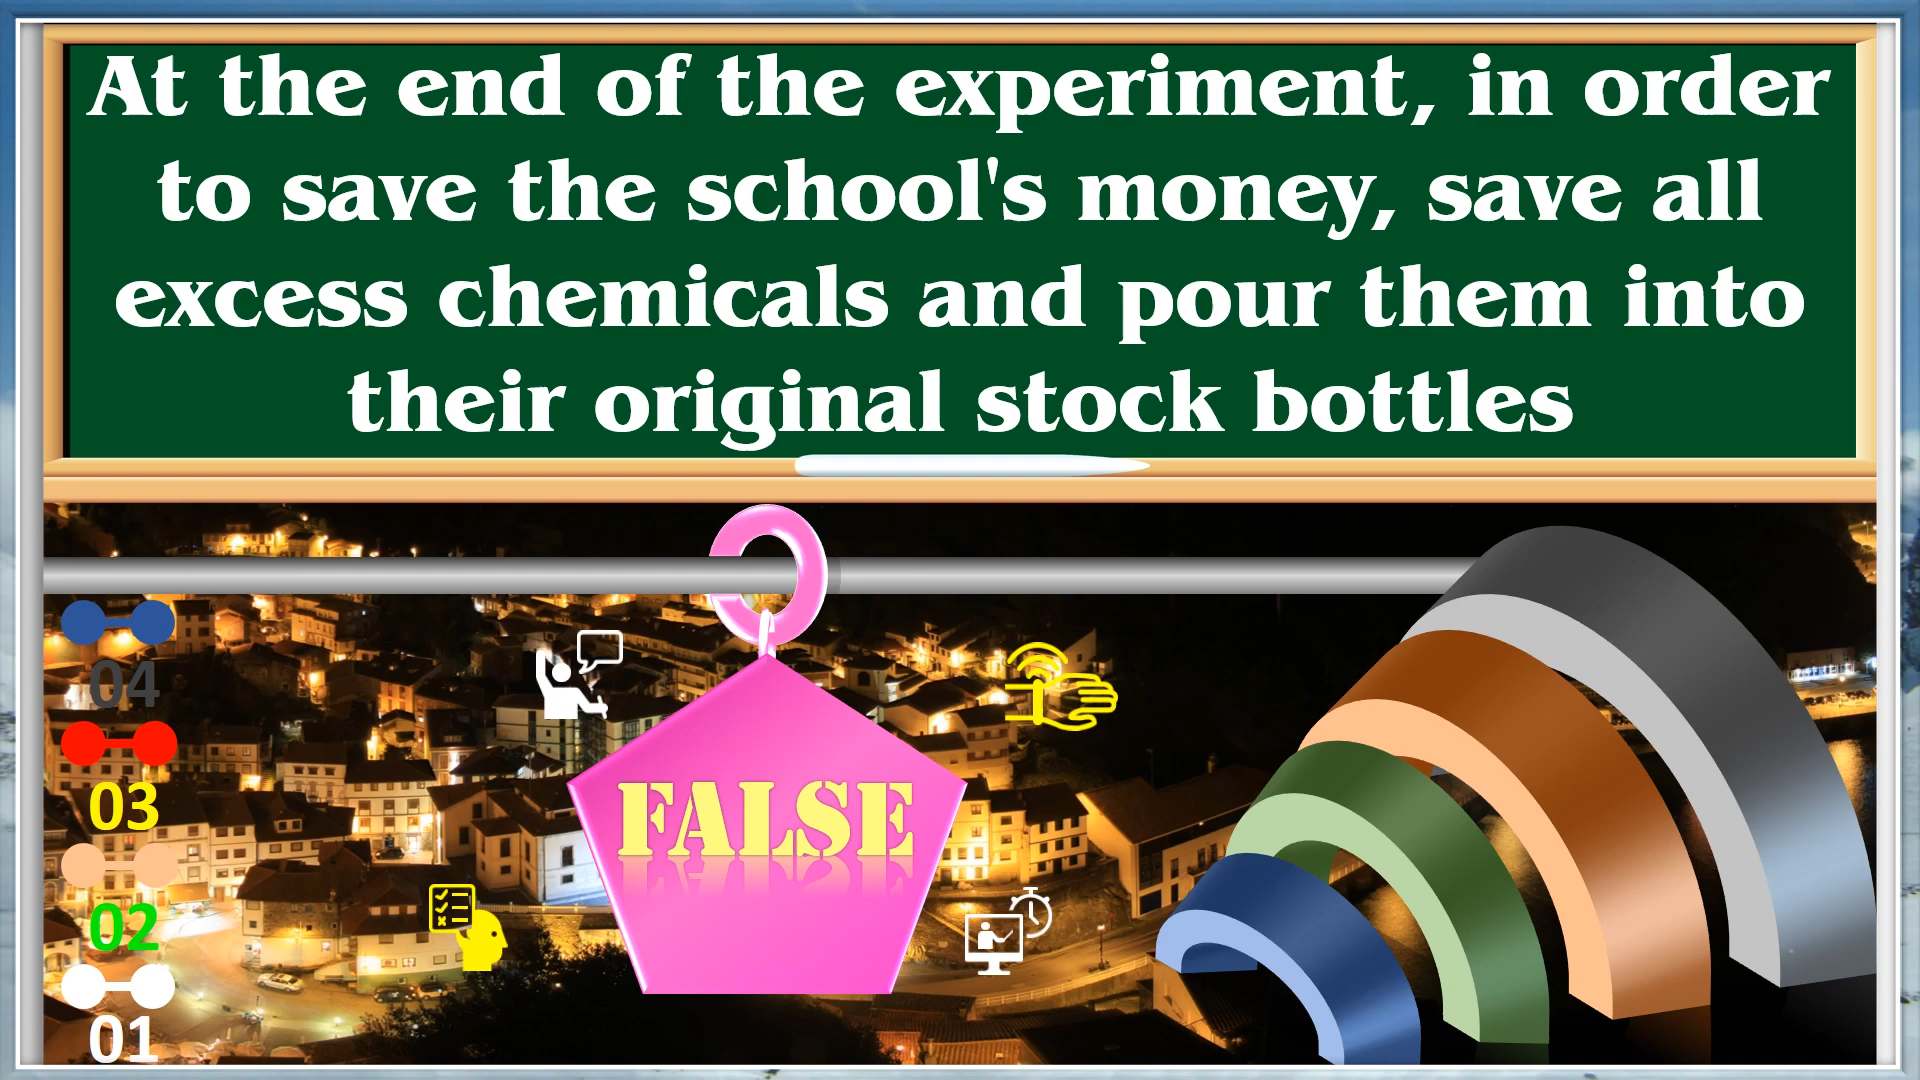 At the end of the experiment, in order
to save the school's money, save all
excess chemicals and pour them into
their original stock bottles
04
FALSE
03
02
01